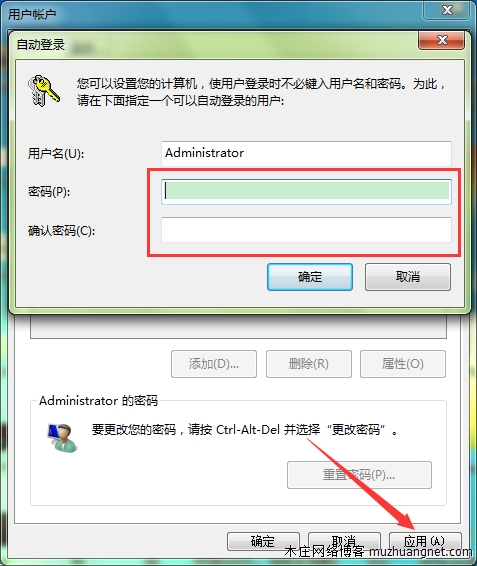 用户帐户
自动登录
您可以设置您的计算机，使用户登录时不必键入用户名和密码。为此，
请在下面指定一个可以自动登录的用户:
用户名(U):
Administrator
密码(P):
确认密码(C):
确定
取消
添加(D)...
删除(R)
属性(O)
Administrator 的密码
要更改您的密码，请按 Ctrl-Alt-Del 并选择“更改密码”。
重置密码(P)...
确定
取消
应用(A)
木庄网络博客 muzhuangnet.com